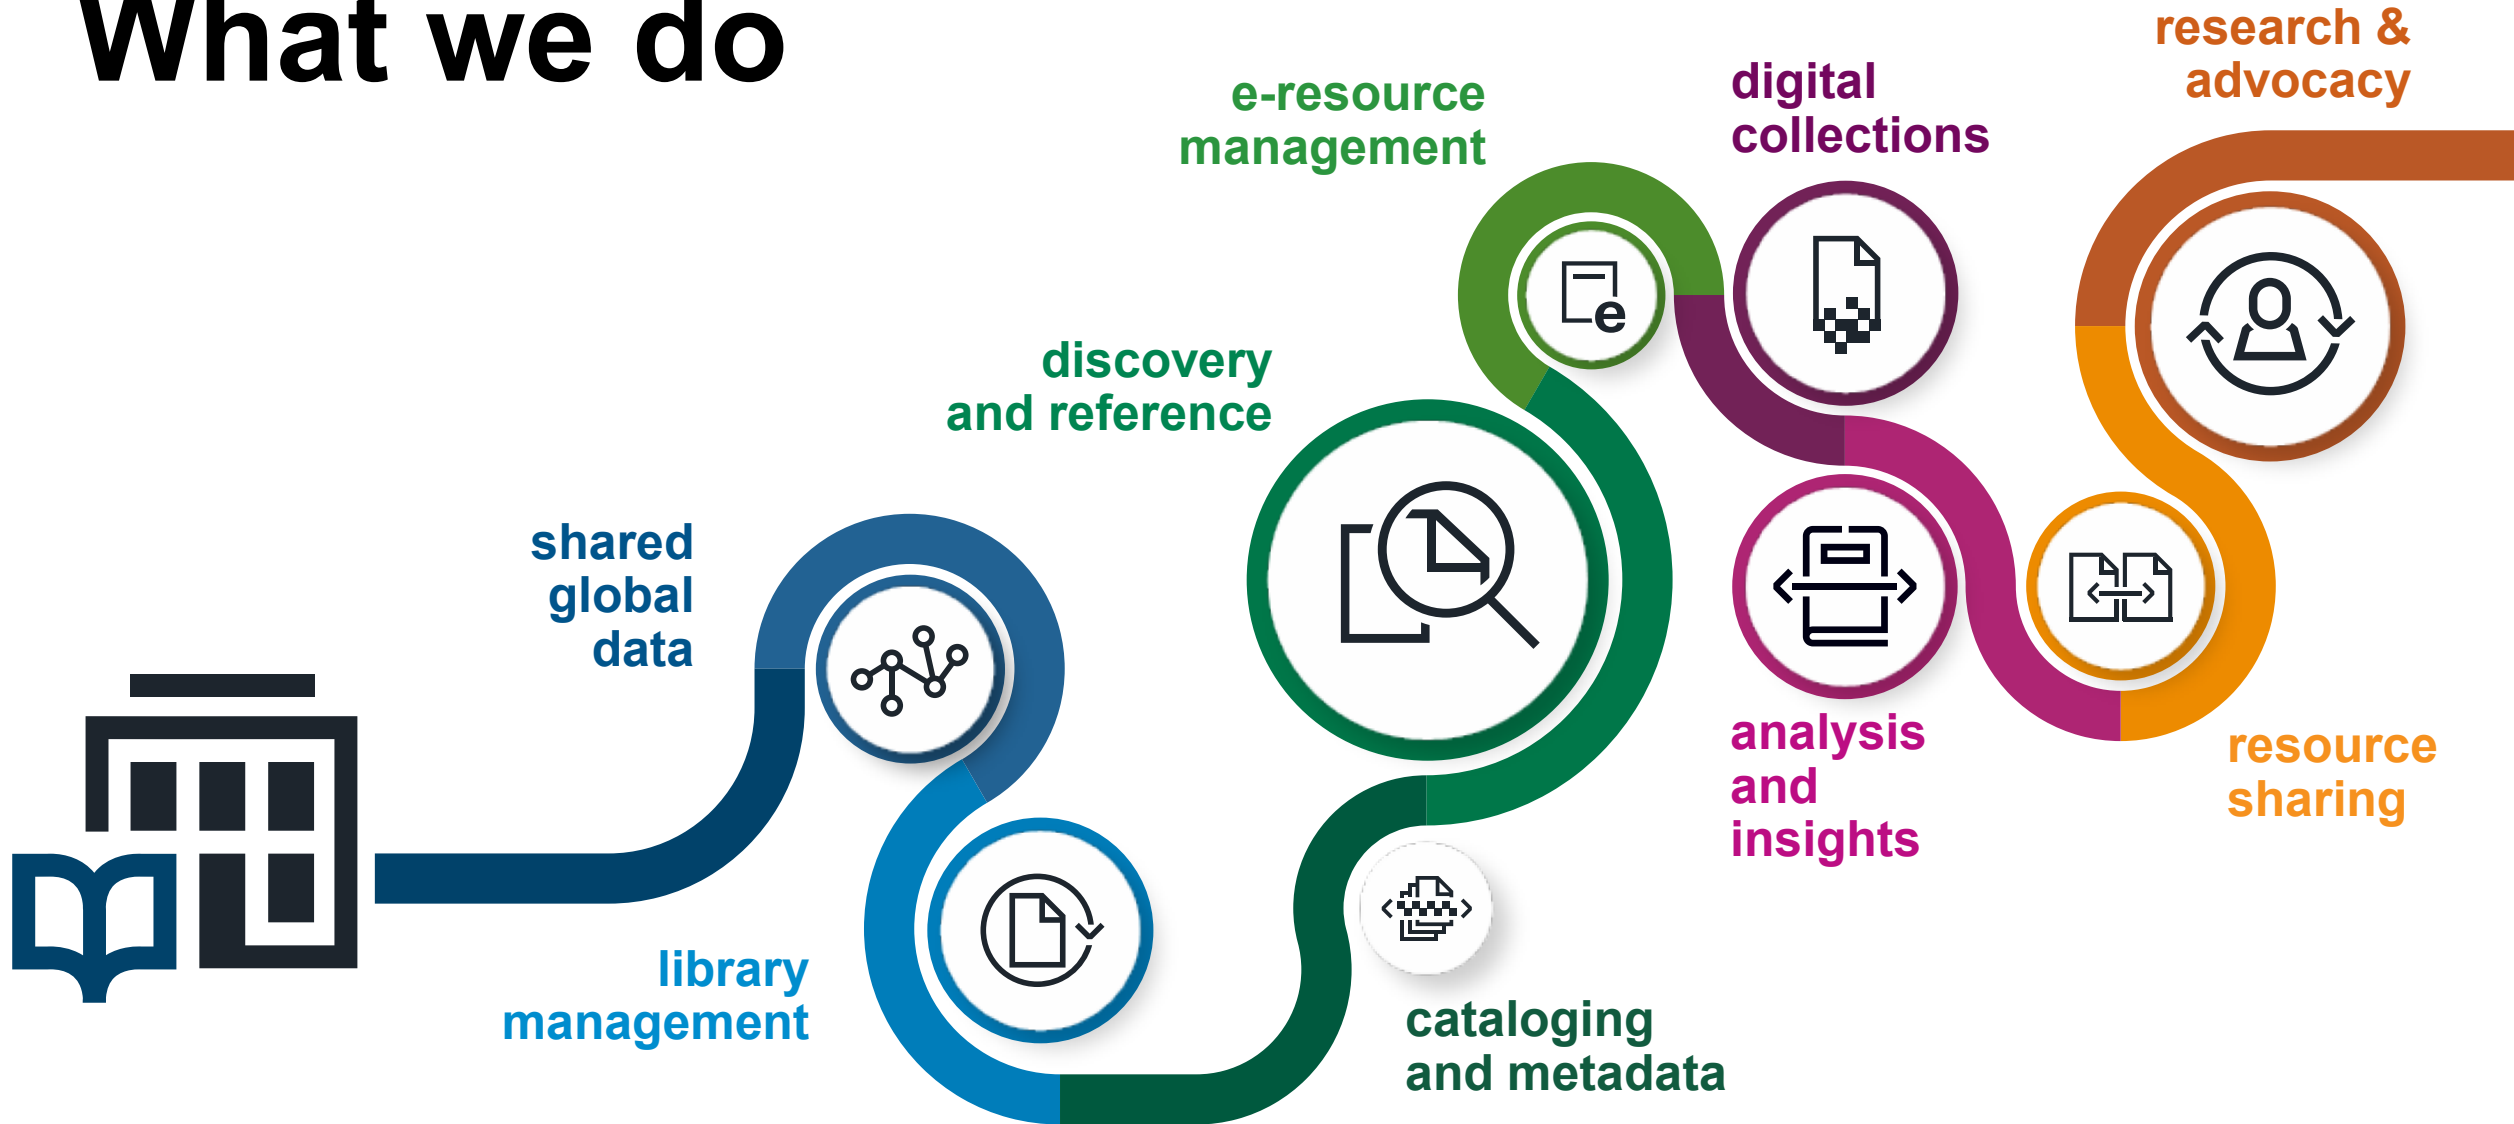 What we do
research &
advocacy
digital
collections
e-resource
management
discovery
and reference
shared
global
data
analysis
and
insights
resource
sharing
library
management
cataloging
and metadata
e